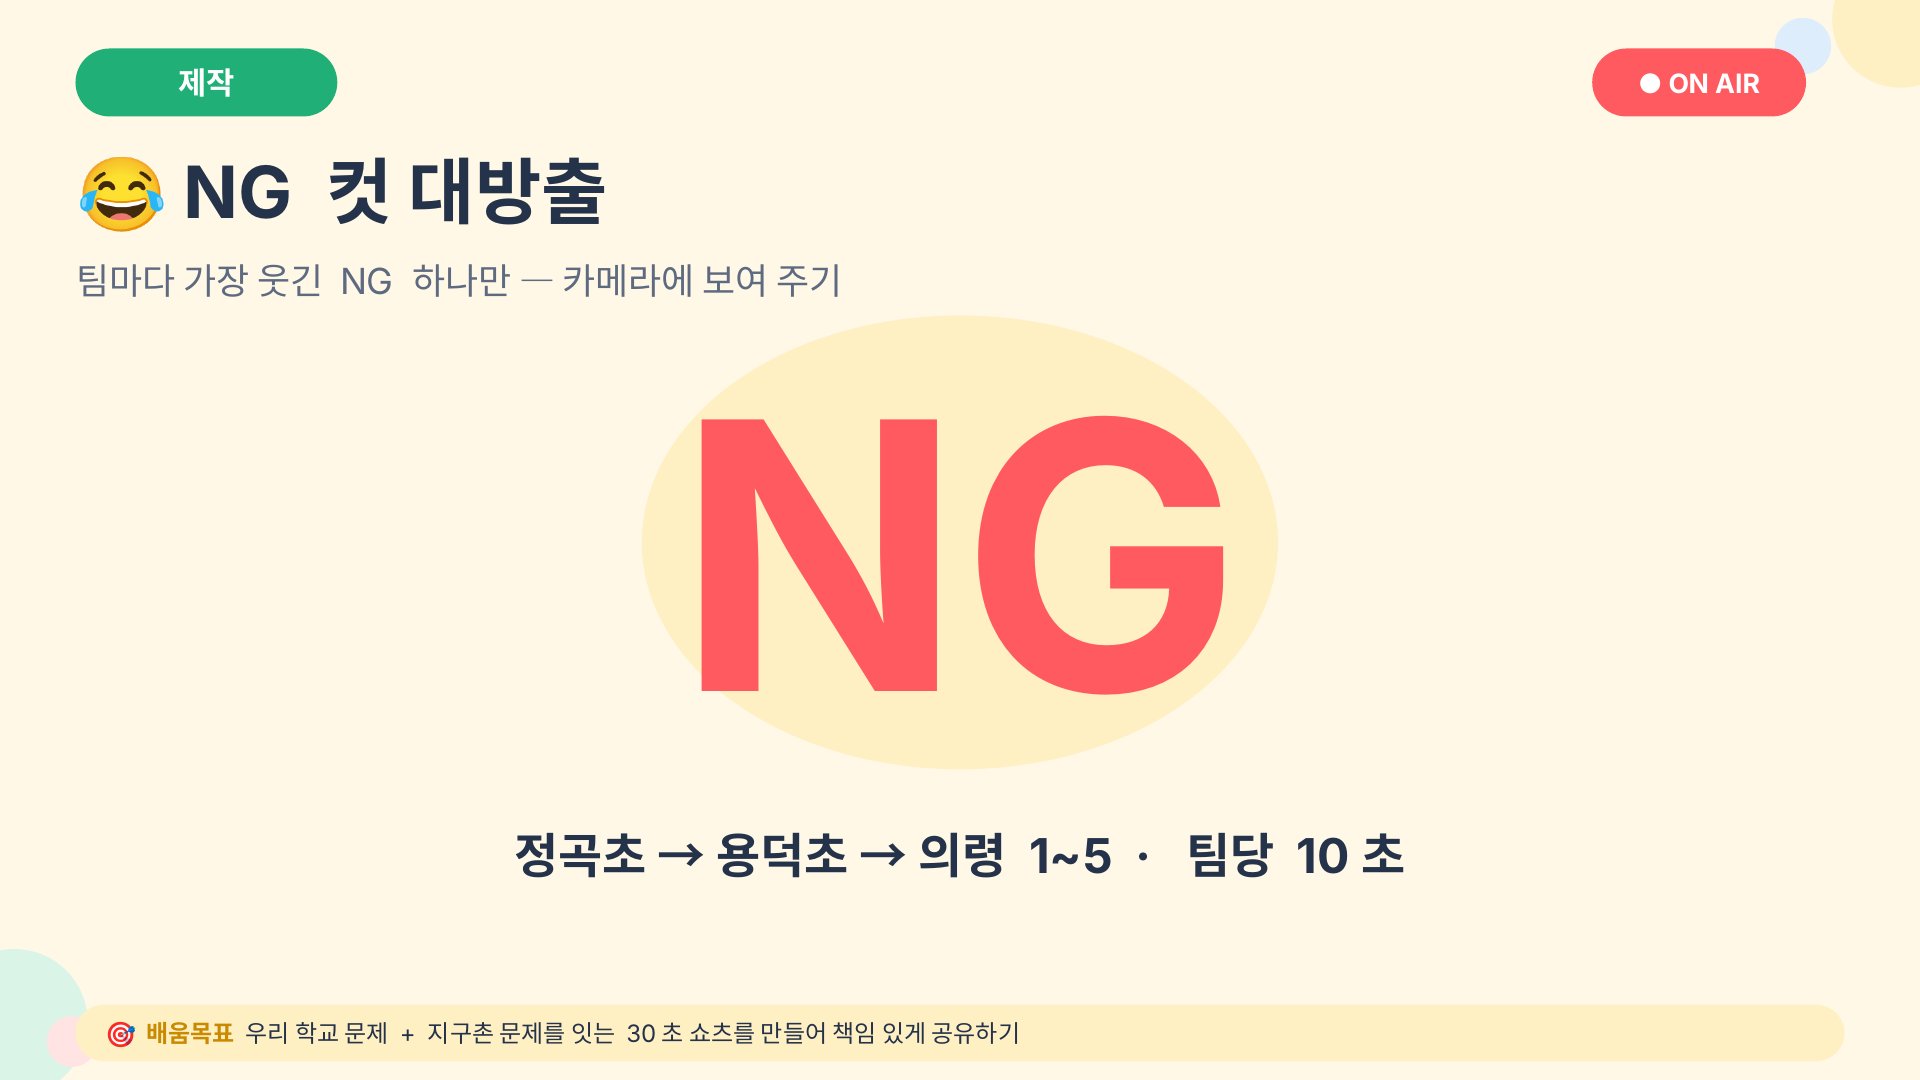 제작
● ON AIR
😂 NG 컷 대방출
팀마다 가장 웃긴 NG 하나만 — 카메라에 보여 주기
NG
정곡초 → 용덕초 → 의령 1~5 · 팀당 10 초
🎯 배움목표 우리 학교 문제 + 지구촌 문제를 잇는 30 초 쇼츠를 만들어 책임 있게 공유하기